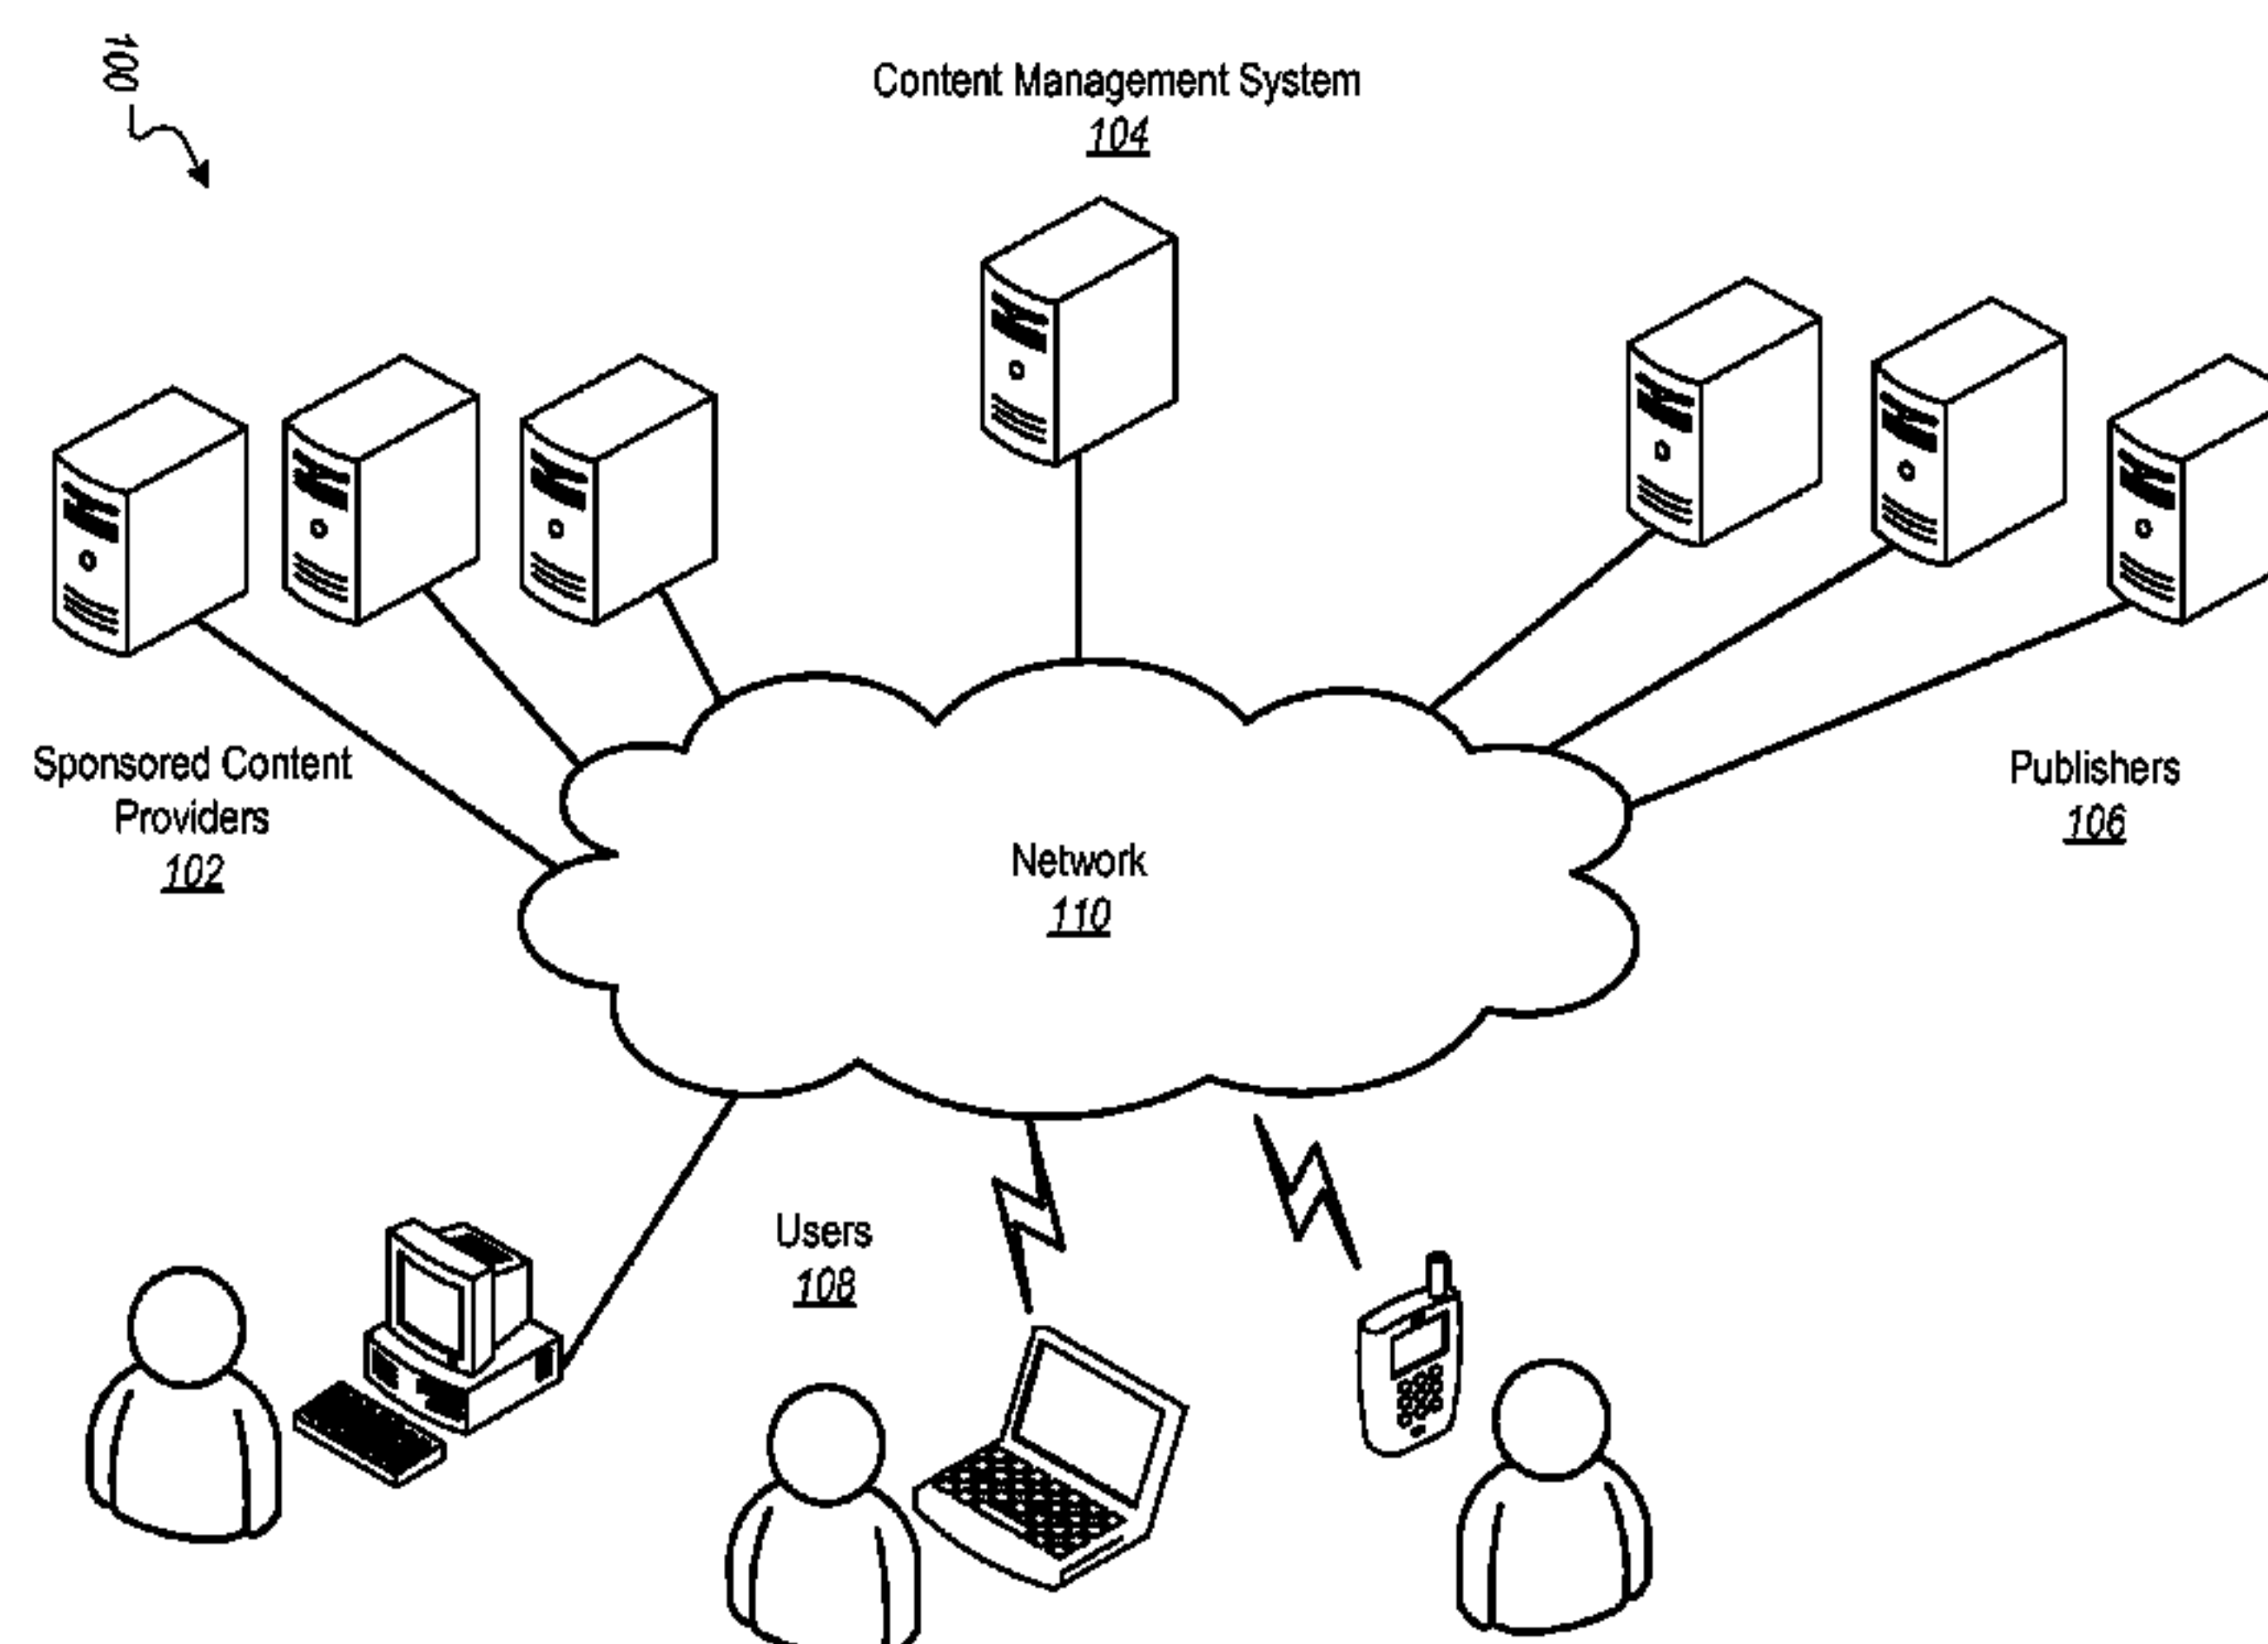 100
Content Management System
104
Sponsored Content
Providers
102
Publishers
106
Network
110
Users
108